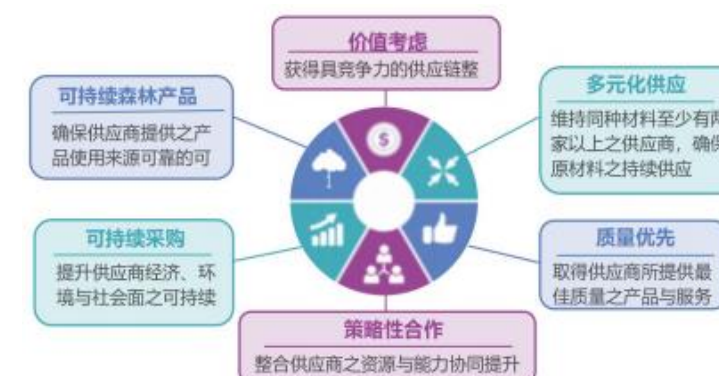 价值考虑
获得具竞争力的供应链整
可持续森林产品
确保供应商提供之产
品使用来源可靠的可
多元化供应
维持同种材料至少有两
家以上之供应商，确保
原材料之持续供应
可持续采购
提升供应商经济、环
境与社会面之可持续
质量优先
取得供应商所提供最
佳质量之产品与服务
策略性合作
整合供应商之资源与能力协同提升
$